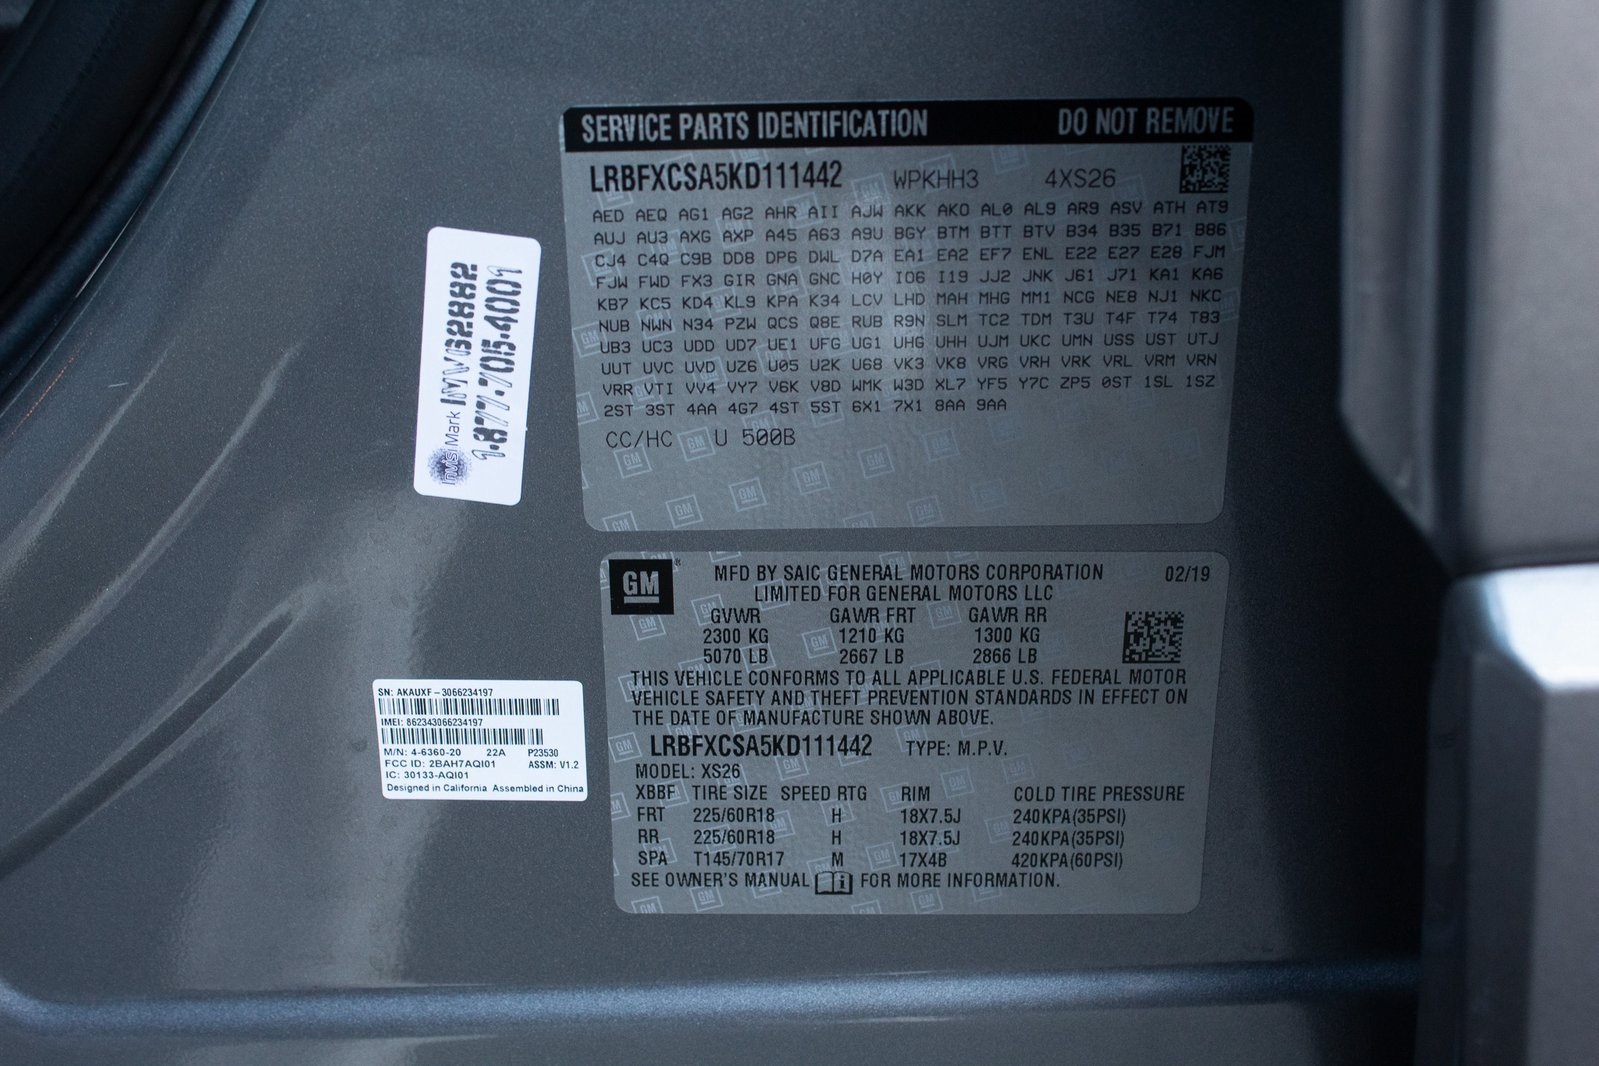 SERVICE PARTS IDENTIFICATION DO NOT REMOVE
LRBFXCSA5KD111442 WPKHH3 4XS26
AED AEQ AG1 AG2 AHR AII AJW AKK AKO AL0 AL9 AR9 ASV ATH AT9
AUJ AU3 AXG AXP A45 A63 A9U BGY BTM BTT BTV B34 B35 B71 B86
CJ4 C4Q C9B DD8 DP6 DWL D7A EA1 EA2 EF7 ENL E22 E27 E28 FJM
FJW FWD FX3 GIR GNA GNC H0Y IO6 I19 JJ2 JNK J61 J71 KA1 KA6
KB7 KC5 KD4 KL9 KPA K34 LCV LHD MAH MHG MM1 NCG NE8 NJ1 NKC
NUB NWN N34 PZW QCS Q8E RUB R9N SLM TC2 TDM T3U T4F T74 T83
UB3 UC3 UDD UD7 UE1 UFG UG1 UHG UHH UJM UKC UMN USS UST UTJ
UUT UVC UVD UZ6 U05 U2K U68 VK3 VK8 VRG VRH VRK VRL VRM VRN
VRR VTI VV4 VY7 V6K V8D WMK W3D XL7 YF5 Y7C ZP5 0ST 1SL 1SZ
2ST 3ST 4AA 4G7 4ST 5ST 6X1 7X1 8AA 9AA
CC/HC U 500B
Invisi Mark IMV32882
1.877.705.4009
GM MFD BY SAIC GENERAL MOTORS CORPORATION 02/19
LIMITED FOR GENERAL MOTORS LLC
GVWR GAWR FRT GAWR RR
2300 KG 1210 KG 1300 KG
5070 LB 2667 LB 2866 LB
THIS VEHICLE CONFORMS TO ALL APPLICABLE U.S. FEDERAL MOTOR
VEHICLE SAFETY AND THEFT PREVENTION STANDARDS IN EFFECT ON
THE DATE OF MANUFACTURE SHOWN ABOVE.
LRBFXCSA5KD111442 TYPE: M.P.V.
MODEL: XS26
XBBF TIRE SIZE SPEED RTG RIM COLD TIRE PRESSURE
FRT 225/60R18 H 18X7.5J 240KPA(35PSI)
RR 225/60R18 H 18X7.5J 240KPA(35PSI)
SPA T145/70R17 M 17X4B 420KPA(60PSI)
SEE OWNER'S MANUAL FOR MORE INFORMATION.
SN: AKAUXF-3066234197
IMEI: 862343066234197
M/N: 4-6360-20 22A P23530
FCC ID: 2BAH7AQI01 ASSM: V1.2
IC: 30133-AQI01
Designed in California Assembled in China